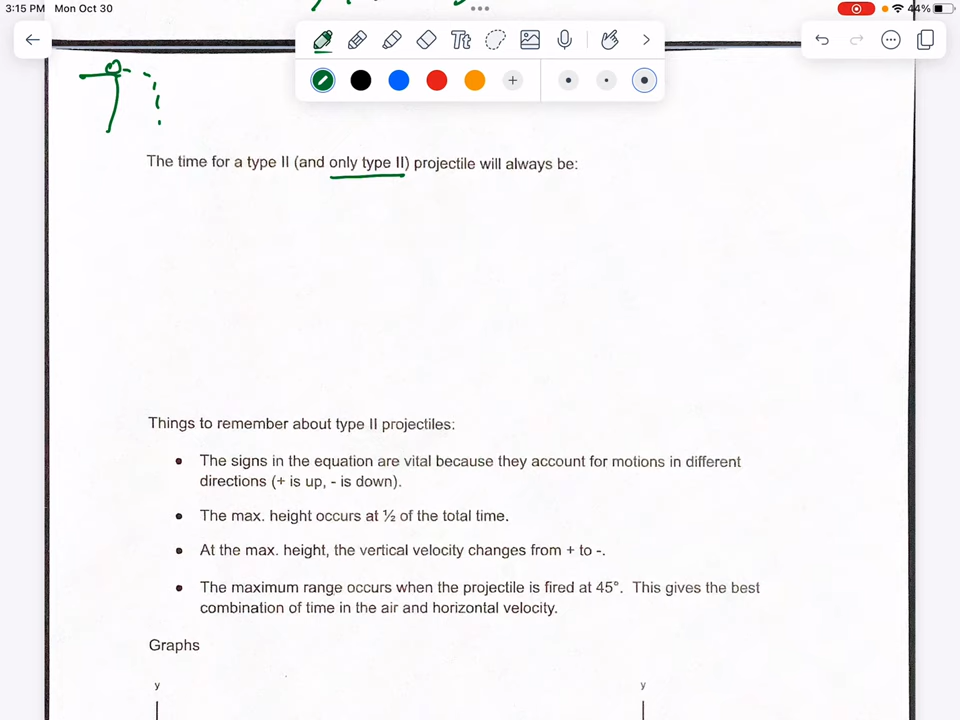 3:15 PM Mon Oct 30
44%
Tt
The time for a type II (and only type II) projectile will always be:
Things to remember about type II projectiles:
• The signs in the equation are vital because they account for motions in different
directions (+ is up, - is down).
• The max. height occurs at ½ of the total time.
• At the max. height, the vertical velocity changes from + to -.
• The maximum range occurs when the projectile is fired at 45°. This gives the best
combination of time in the air and horizontal velocity.
Graphs
y
y